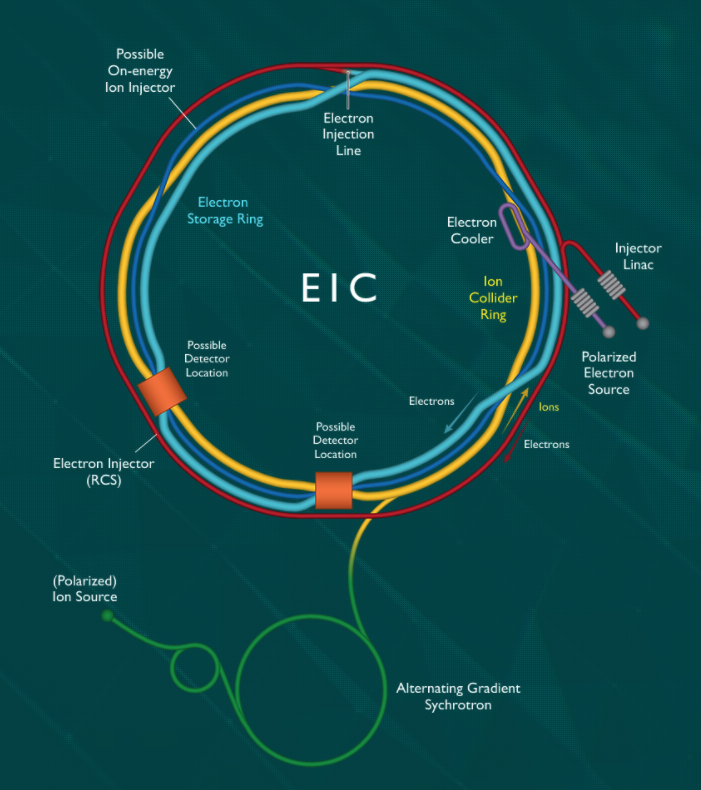 Possible
On-energy
Ion Injector
Electron
Injection
Line
Electron
Storage Ring
Electron
Cooler
Injector
Linac
EIC
Ion
Collider
Ring
Possible
Detector
Location
Polarized
Electron
Source
Electrons
Ions
Possible
Detector
Location
Electrons
Electron Injector
(RCS)
(Polarized)
Ion Source
Alternating Gradient
Sychrotron